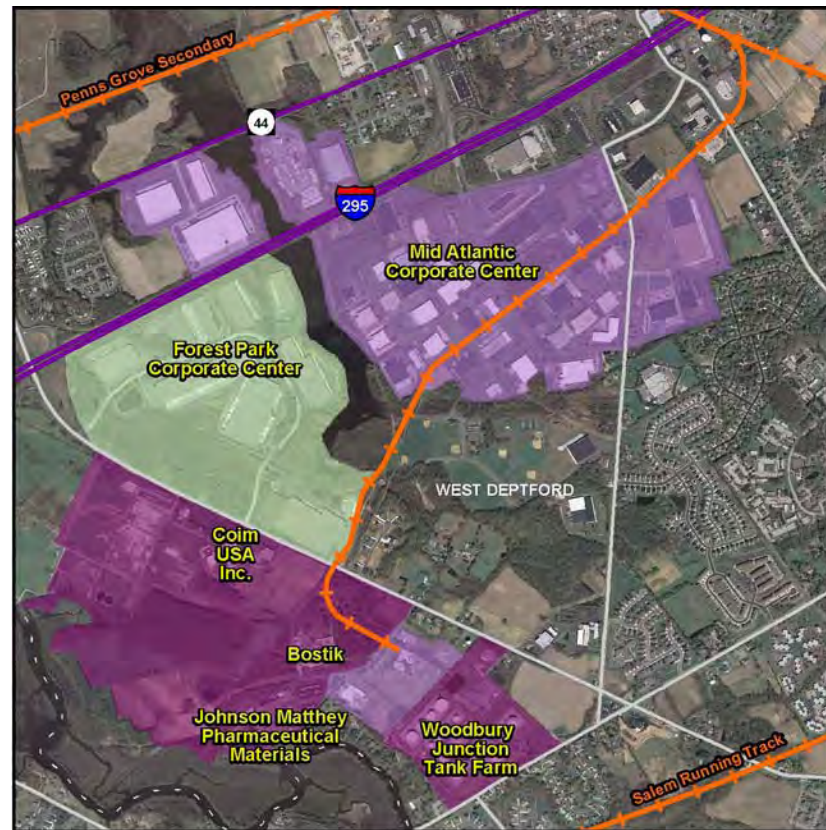 Penns Grove Secondary
44
295
Mid Atlantic
Corporate Center
Forest Park
Corporate Center
WEST DEPTFORD
Coim
USA
Inc.
Bostik
Johnson Matthey
Pharmaceutical
Materials
Woodbury
Junction
Tank Farm
Salem Running Track